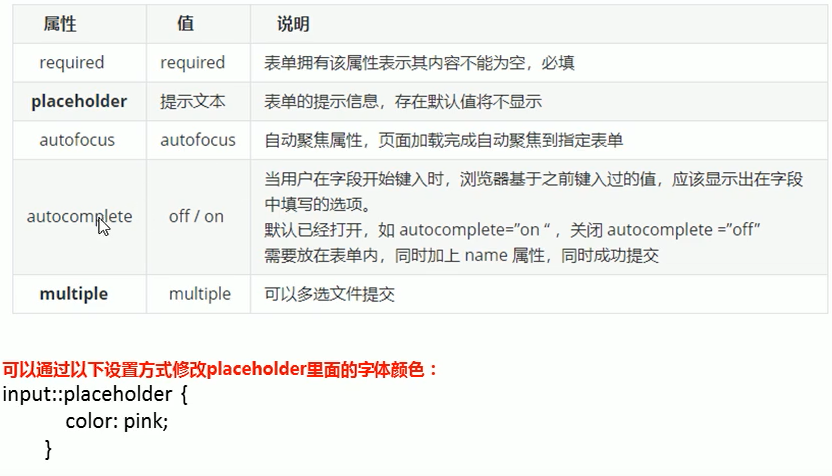 属性 值 说明
required required 表单拥有该属性表示其内容不能为空，必填
placeholder 提示文本 表单的提示信息，存在默认值将不显示
autofocus autofocus 自动聚焦属性，页面加载完成自动聚焦到指定表单
autocomplete off / on 当用户在字段开始键入时，浏览器基于之前键入过的值，应该显示出在字段
中填写的选项。
默认已经打开，如 autocomplete=”on “ ，关闭 autocomplete =”off”
需要放在表单内，同时加上 name 属性，同时成功提交
multiple multiple 可以多选文件提交
可以通过以下设置方式修改placeholder里面的字体颜色：
input::placeholder {
color: pink;
}